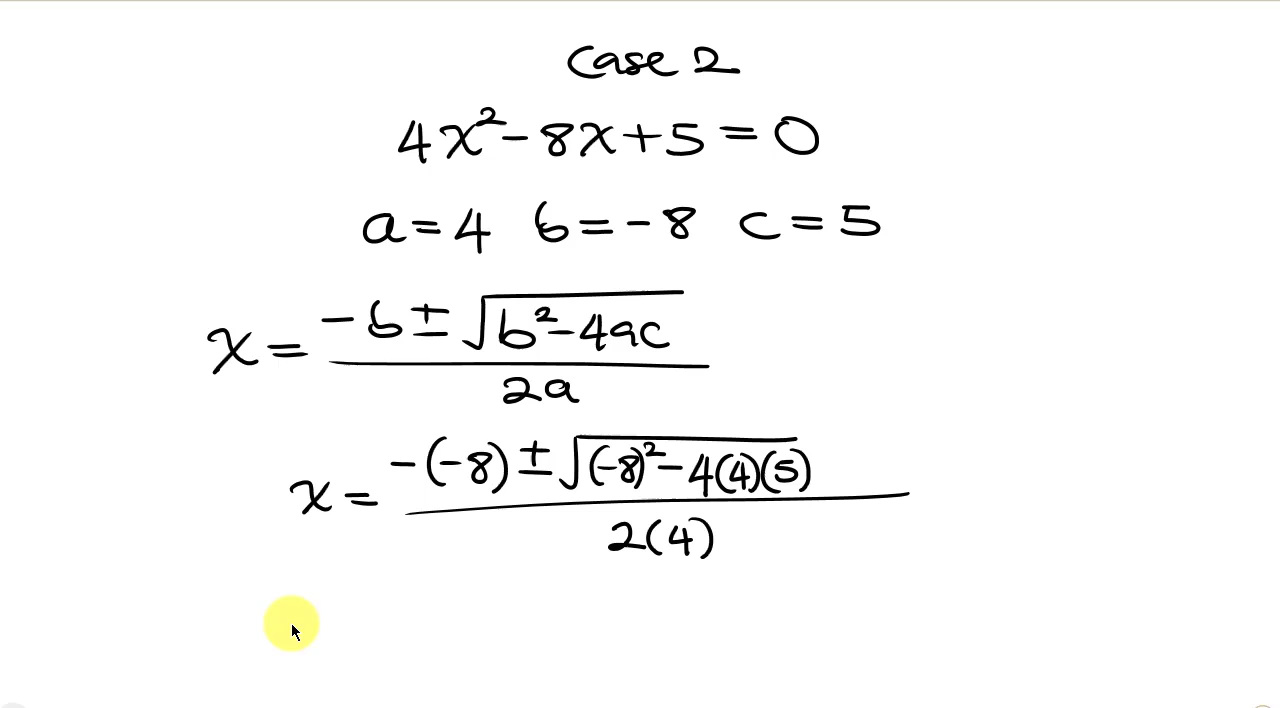 Case 2
4x² - 8x + 5 = 0
a = 4 b = -8 c = 5
x = (-b ± √(b² - 4ac)) / 2a
x = (-(-8) ± √((-8)² - 4(4)(5))) / 2(4)